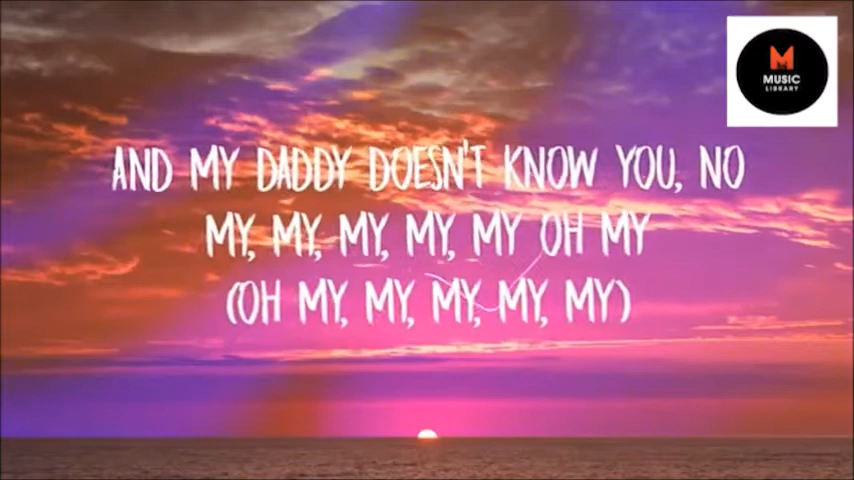 M
MUSIC
LIBRARY
AND MY DADDY DOESN'T KNOW YOU, NO
MY, MY, MY, MY, MY OH MY
(OH MY, MY, MY, MY, MY)